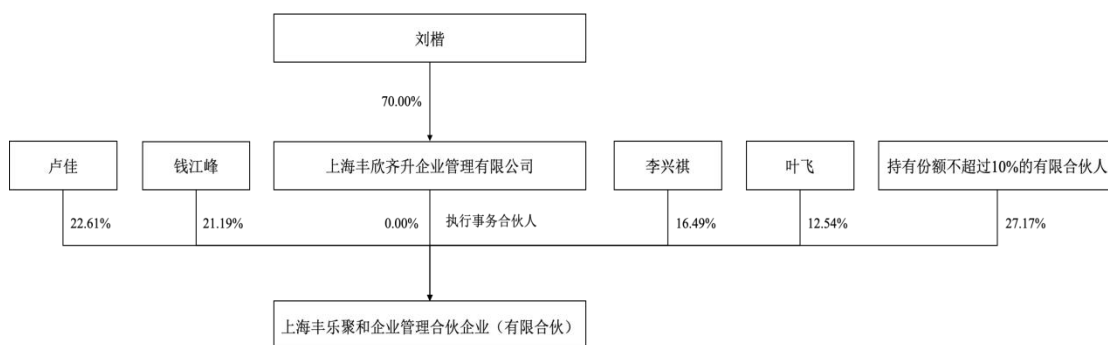 刘楷
70.00%
卢佳
钱江峰
上海丰欣齐升企业管理有限公司
李兴祺
叶飞
持有份额不超过10%的有限合伙人
22.61%
21.19%
0.00%
执行事务合伙人
16.49%
12.54%
27.17%
上海丰乐聚和企业管理合伙企业（有限合伙）